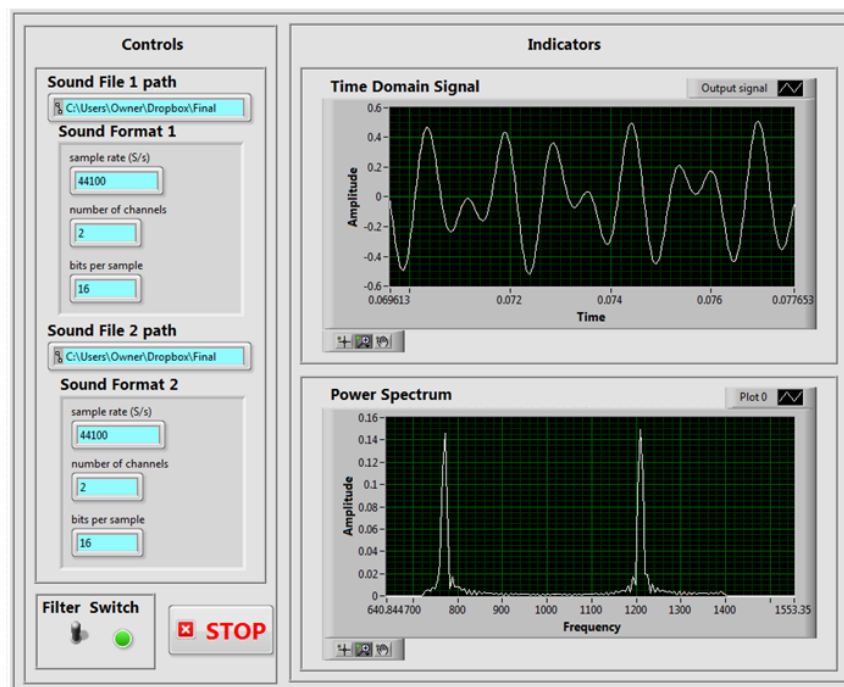 Controls
Sound File 1 path
C:\Users\Owner\Dropbox\Final
Sound Format 1
sample rate (S/s)
44100
number of channels
2
bits per sample
16
Sound File 2 path
C:\Users\Owner\Dropbox\Final
Sound Format 2
sample rate (S/s)
44100
number of channels
2
bits per sample
16
Filter Switch
STOP
Indicators
Time Domain Signal
Output signal
0.6
0.4
0.2
0
-0.2
-0.4
-0.6
Amplitude
0.069613 0.072 0.074 0.076 0.077653
Time
Power Spectrum
Plot 0
0.16
0.14
0.12
0.1
0.08
0.06
0.04
0.02
0
Amplitude
640.844 700 800 900 1000 1100 1200 1300 1400 1553.35
Frequency